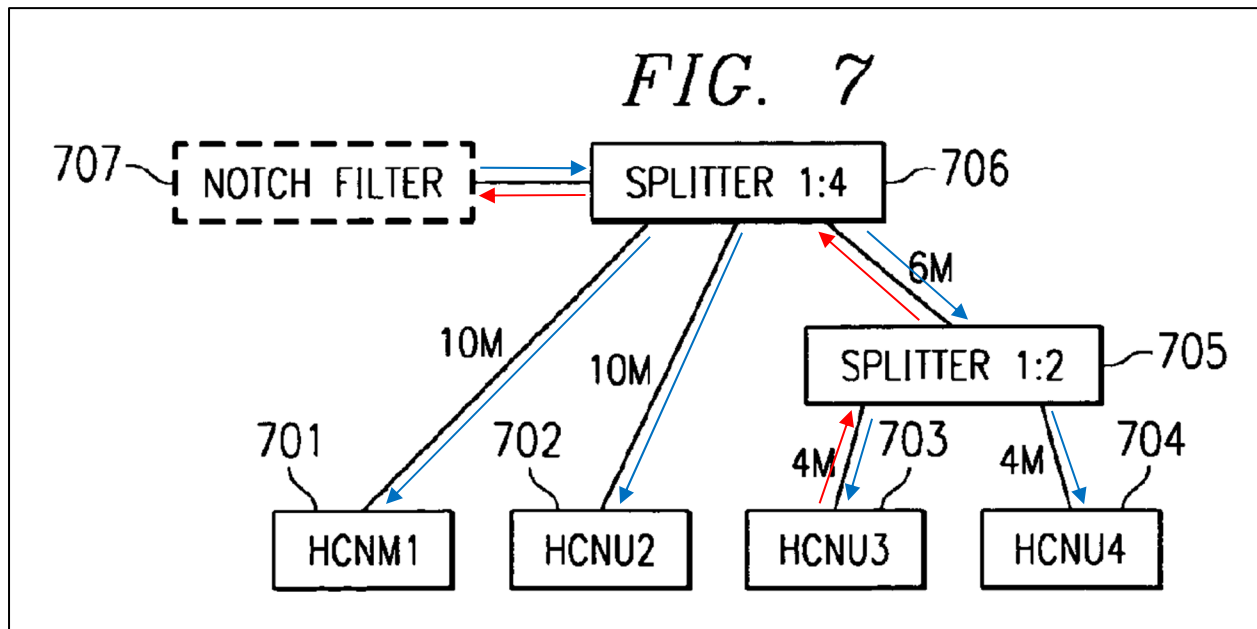 FIG. 7
707 NOTCH FILTER SPLITTER 1:4 706
6M
10M 10M SPLITTER 1:2 705
701 702 4M 703 4M 704
HCNM1 HCNU2 HCNU3 HCNU4